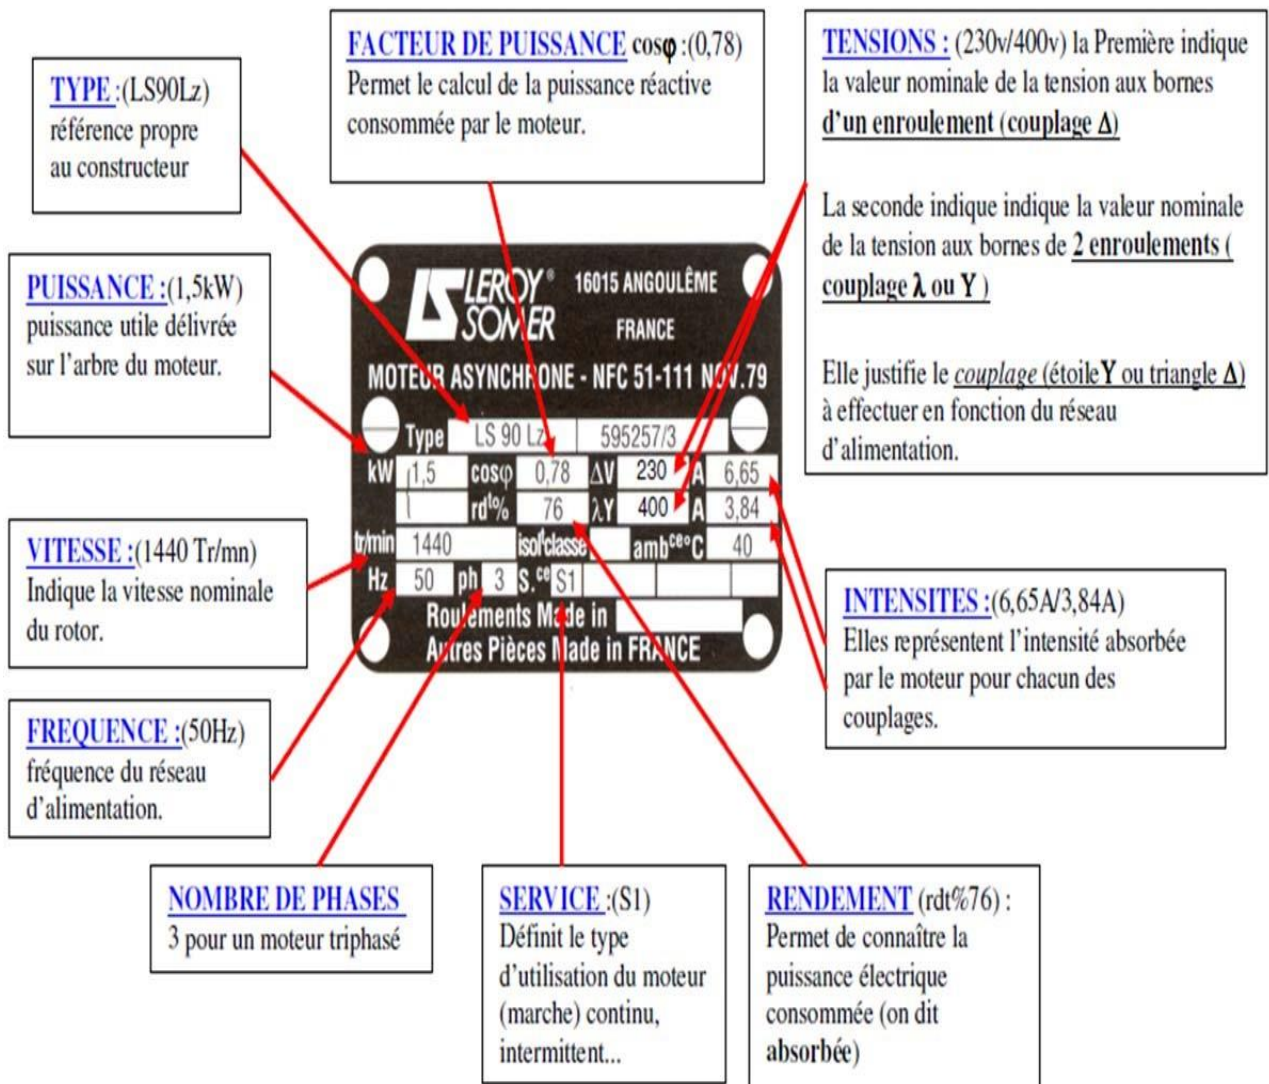 FACTEUR DE PUISSANCE cosφ :(0,78)
Permet le calcul de la puissance réactive
consommée par le moteur.
TENSIONS : (230v/400v) la Première indique
la valeur nominale de la tension aux bornes
d'un enroulement (couplage Δ)
La seconde indique indique la valeur nominale
de la tension aux bornes de 2 enroulements (
couplage λ ou Y )
Elle justifie le couplage (étoile Y ou triangle Δ)
à effectuer en fonction du réseau
d'alimentation.
TYPE :(LS90Lz)
référence propre
au constructeur
PUISSANCE :(1,5kW)
puissance utile délivrée
sur l'arbre du moteur.
LEROY®
SOMER
16015 ANGOULÊME
FRANCE
MOTEUR ASYNCHRONE - NFC 51-111 NOV.79
Type LS 90 Lz 595257/3
kW 1,5 cosφ 0,78 ΔV 230 A 6,65
rdt% 76 λY 400 A 3,84
tr/min 1440 isolt classe ambce°C 40
Hz 50 ph 3 S.ce S1
Roulements Made in
Autres Pièces Made in FRANCE
VITESSE :(1440 Tr/mn)
Indique la vitesse nominale
du rotor.
INTENSITES :(6,65A/3,84A)
Elles représentent l'intensité absorbée
par le moteur pour chacun des
couplages.
FREQUENCE :(50Hz)
fréquence du réseau
d'alimentation.
NOMBRE DE PHASES
3 pour un moteur triphasé
SERVICE :(S1)
Définit le type
d'utilisation du moteur
(marche) continu,
intermittent...
RENDEMENT (rdt%76) :
Permet de connaître la
puissance électrique
consommée (on dit
absorbée)